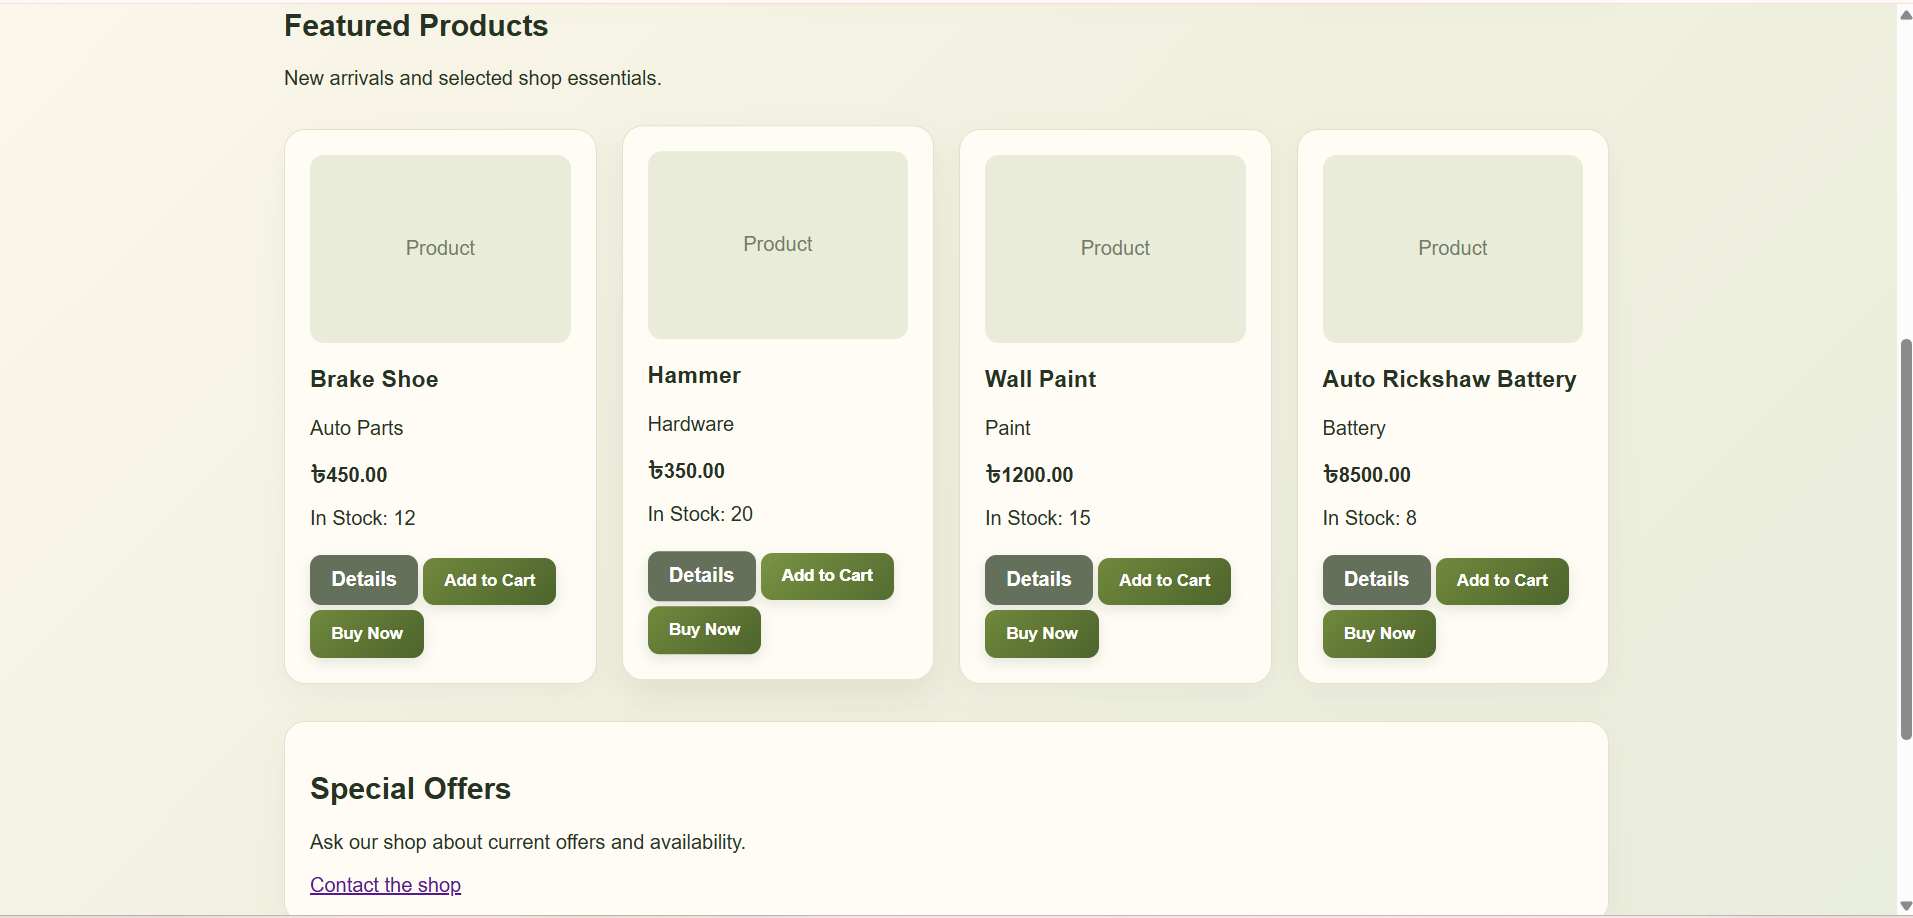 Featured Products
New arrivals and selected shop essentials.
Product
Brake Shoe
Auto Parts
৳450.00
In Stock: 12
Details Add to Cart
Buy Now
Product
Hammer
Hardware
৳350.00
In Stock: 20
Details Add to Cart
Buy Now
Product
Wall Paint
Paint
৳1200.00
In Stock: 15
Details Add to Cart
Buy Now
Product
Auto Rickshaw Battery
Battery
৳8500.00
In Stock: 8
Details Add to Cart
Buy Now
Special Offers
Ask our shop about current offers and availability.
Contact the shop